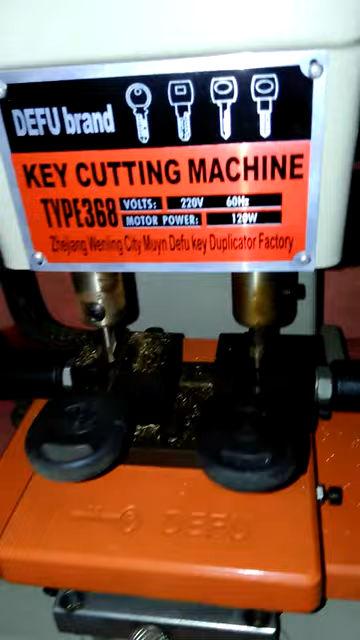 DEFU brand
KEY CUTTING MACHINE
TYPE368 VOLTS: 220V 60Hz
MOTOR POWER: 120W
Zhejiang Wenling City Muyn Defu key Duplicator Factory
DEFU